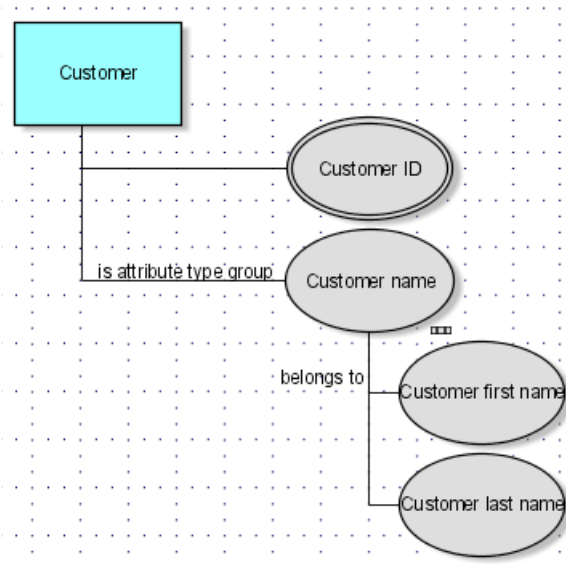 Customer
Customer ID
is attribute type group
Customer name
belongs to
Customer first name
Customer last name